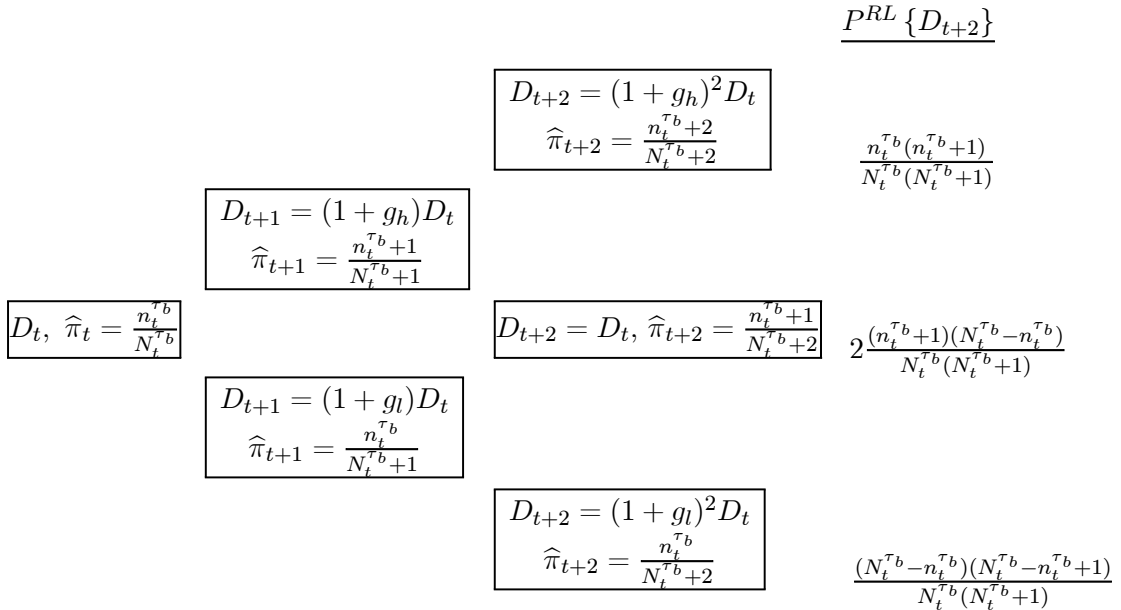 $\underline{P^{RL}\{D_{t+2}\}}$
$D_{t+2} = (1+g_h)^2 D_t$
$\widehat{\pi}_{t+2} = \frac{n_t^{\tau_b}+2}{N_t^{\tau_b}+2}$
$\frac{n_t^{\tau_b}(n_t^{\tau_b}+1)}{N_t^{\tau_b}(N_t^{\tau_b}+1)}$
$D_{t+1} = (1+g_h)D_t$
$\widehat{\pi}_{t+1} = \frac{n_t^{\tau_b}+1}{N_t^{\tau_b}+1}$
$D_t,\ \widehat{\pi}_t = \frac{n_t^{\tau_b}}{N_t^{\tau_b}}$
$D_{t+2} = D_t,\ \widehat{\pi}_{t+2} = \frac{n_t^{\tau_b}+1}{N_t^{\tau_b}+2}$
$2\frac{(n_t^{\tau_b}+1)(N_t^{\tau_b}-n_t^{\tau_b})}{N_t^{\tau_b}(N_t^{\tau_b}+1)}$
$D_{t+1} = (1+g_l)D_t$
$\widehat{\pi}_{t+1} = \frac{n_t^{\tau_b}}{N_t^{\tau_b}+1}$
$D_{t+2} = (1+g_l)^2 D_t$
$\widehat{\pi}_{t+2} = \frac{n_t^{\tau_b}}{N_t^{\tau_b}+2}$
$\frac{(N_t^{\tau_b}-n_t^{\tau_b})(N_t^{\tau_b}-n_t^{\tau_b}+1)}{N_t^{\tau_b}(N_t^{\tau_b}+1)}$